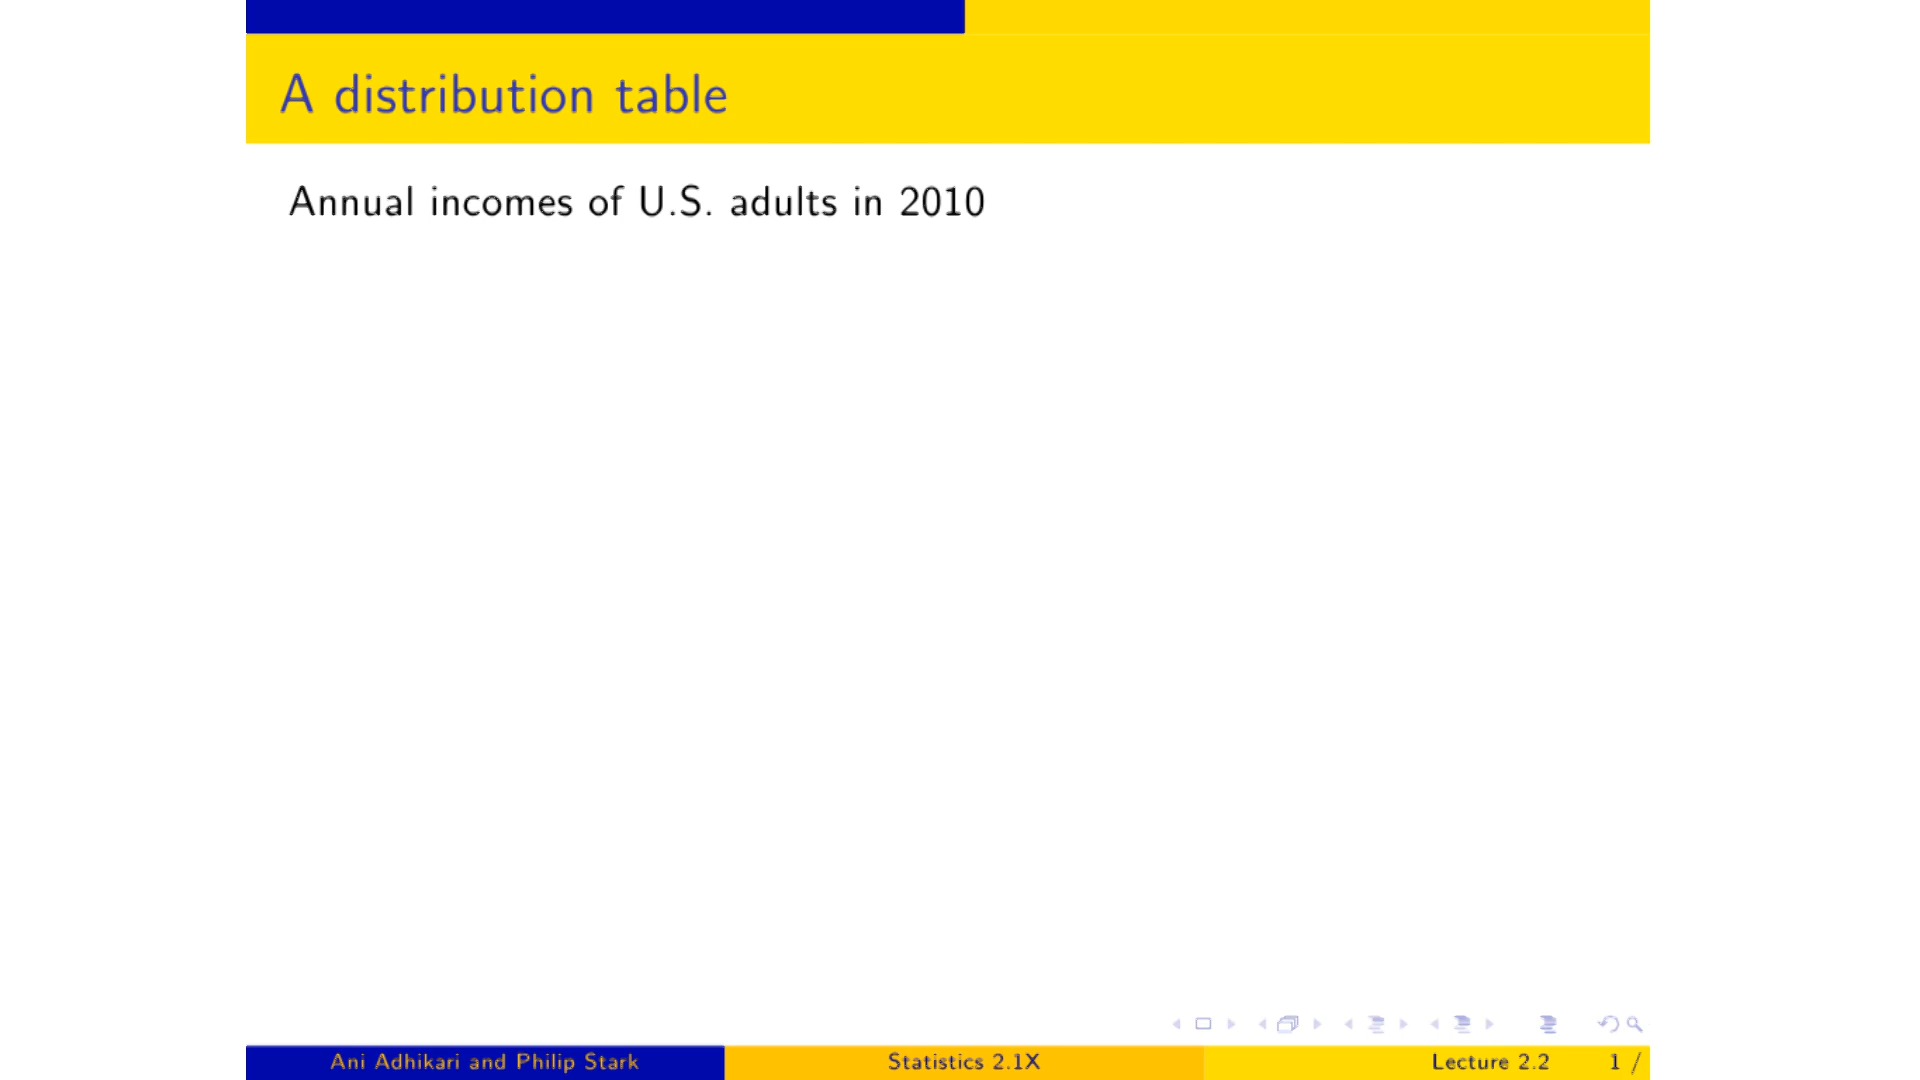 A distribution table
Annual incomes of U.S. adults in 2010
Ani Adhikari and Philip Stark
Statistics 2.1X
Lecture 2.2
1 /